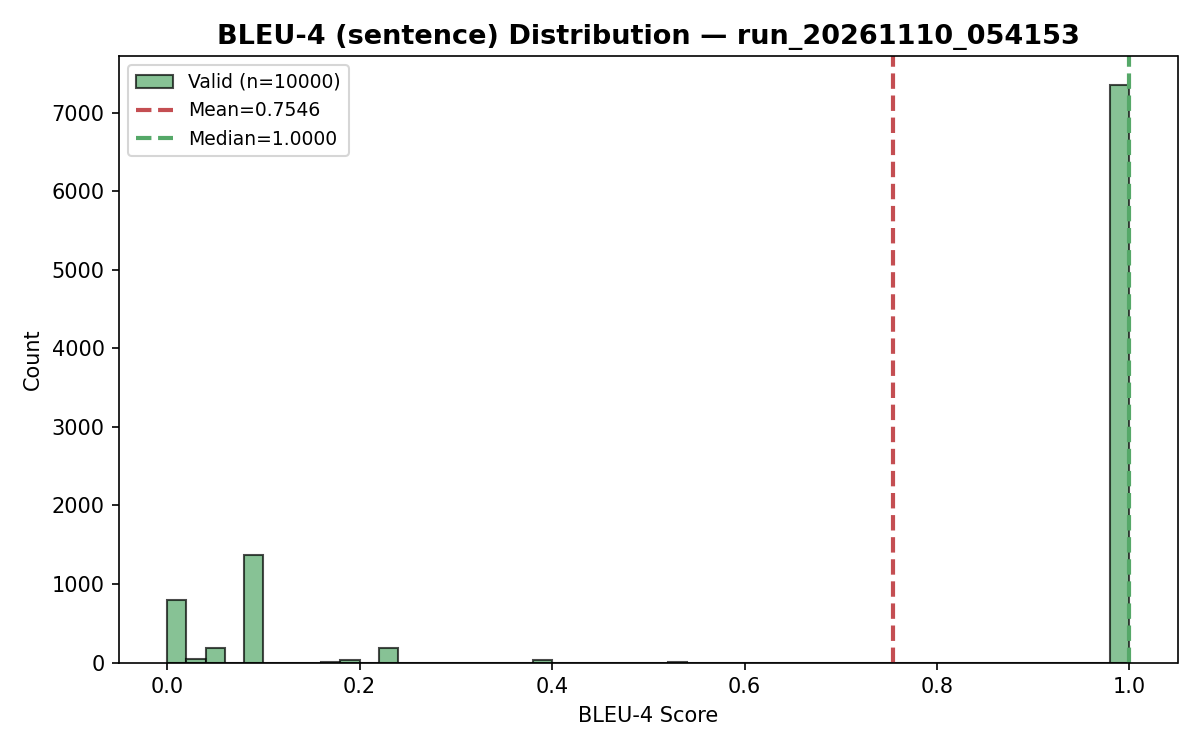 BLEU-4 (sentence) Distribution — run_20261110_054153
Valid (n=10000)
Mean=0.7546
Median=1.0000
Count
7000
6000
5000
4000
3000
2000
1000
0
0.0 0.2 0.4 0.6 0.8 1.0
BLEU-4 Score